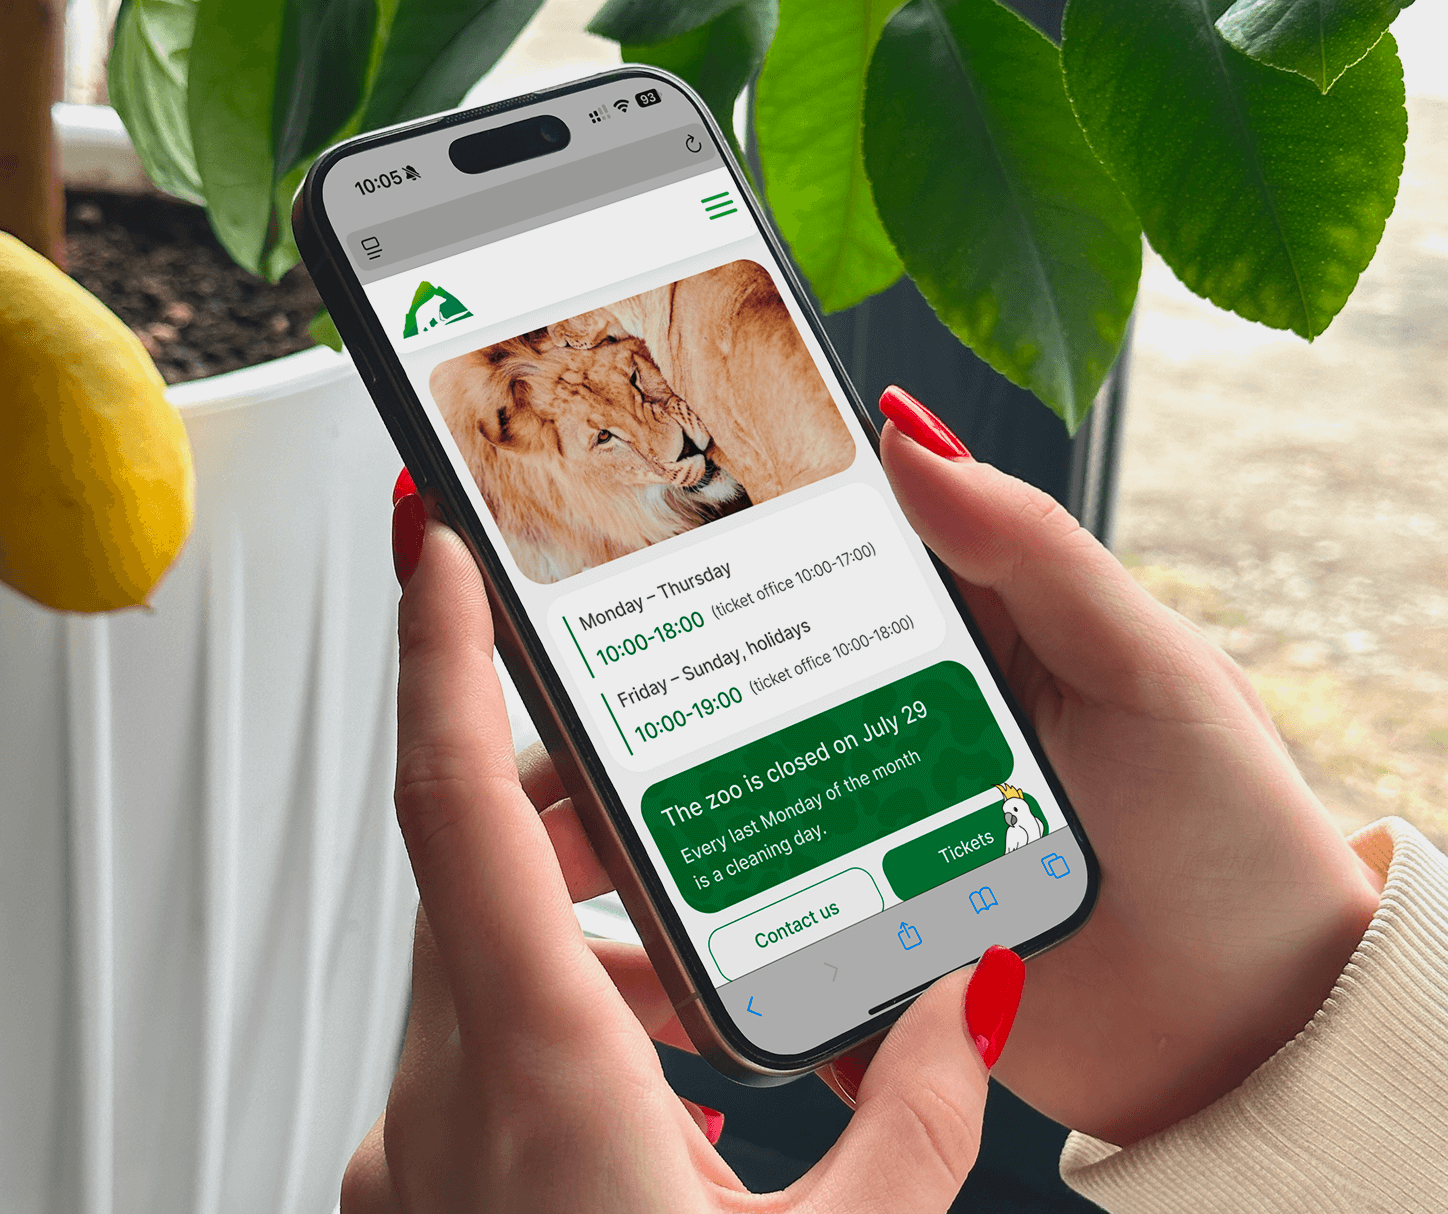 10:05
93
Monday – Thursday
10:00-18:00 (ticket office 10:00-17:00)
Friday – Sunday, holidays
10:00-19:00 (ticket office 10:00-18:00)
The zoo is closed on July 29
Every last Monday of the month
is a cleaning day.
Contact us
Tickets